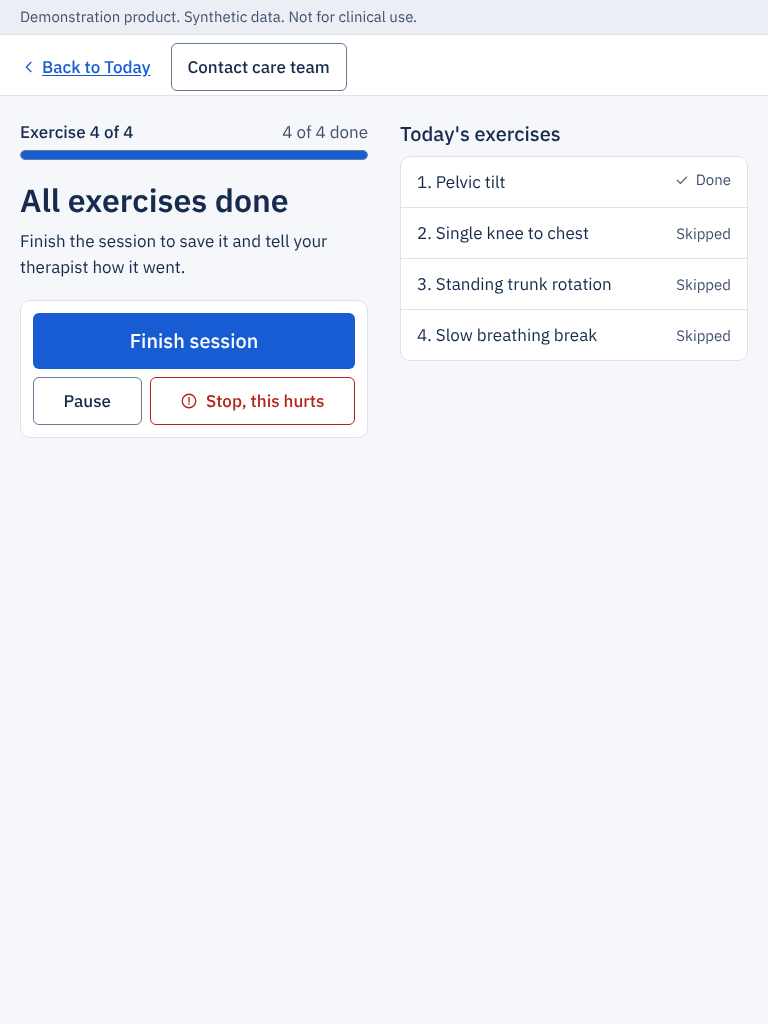 Demonstration product. Synthetic data. Not for clinical use.
Back to Today
Contact care team
Exercise 4 of 4
4 of 4 done
All exercises done
Finish the session to save it and tell your
therapist how it went.
Finish session
Pause
Stop, this hurts
Today's exercises
1. Pelvic tilt
Done
2. Single knee to chest
Skipped
3. Standing trunk rotation
Skipped
4. Slow breathing break
Skipped